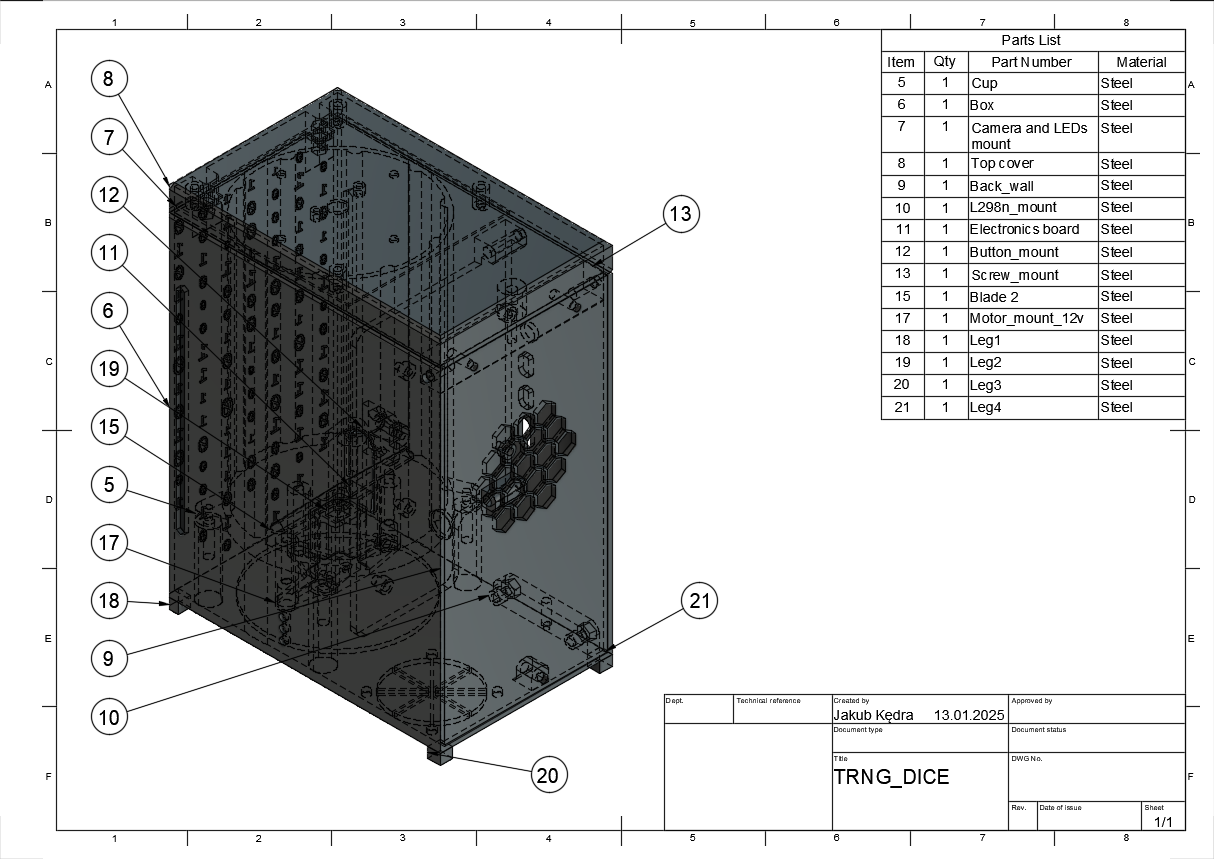 1 2 3 4 5 6 7 8
Parts List
Item Qty Part Number Material
5 1 Cup Steel
6 1 Box Steel
7 1 Camera and LEDs mount Steel
8 1 Top cover Steel
9 1 Back_wall Steel
10 1 L298n_mount Steel
11 1 Electronics board Steel
12 1 Button_mount Steel
13 1 Screw_mount Steel
15 1 Blade 2 Steel
17 1 Motor_mount_12v Steel
18 1 Leg1 Steel
19 1 Leg2 Steel
20 1 Leg3 Steel
21 1 Leg4 Steel
A
B
C
D
E
F
8
7
12
11
6
19
15
5
17
18
9
10
13
21
20
A
B
C
D
E
F
Dept. Technical reference Created by Approved by
Jakub Kędra 13.01.2025
Document type Document status
Title DWG No.
TRNG_DICE
Rev. Date of issue Sheet
1/1
1 2 3 4 5 6 7 8